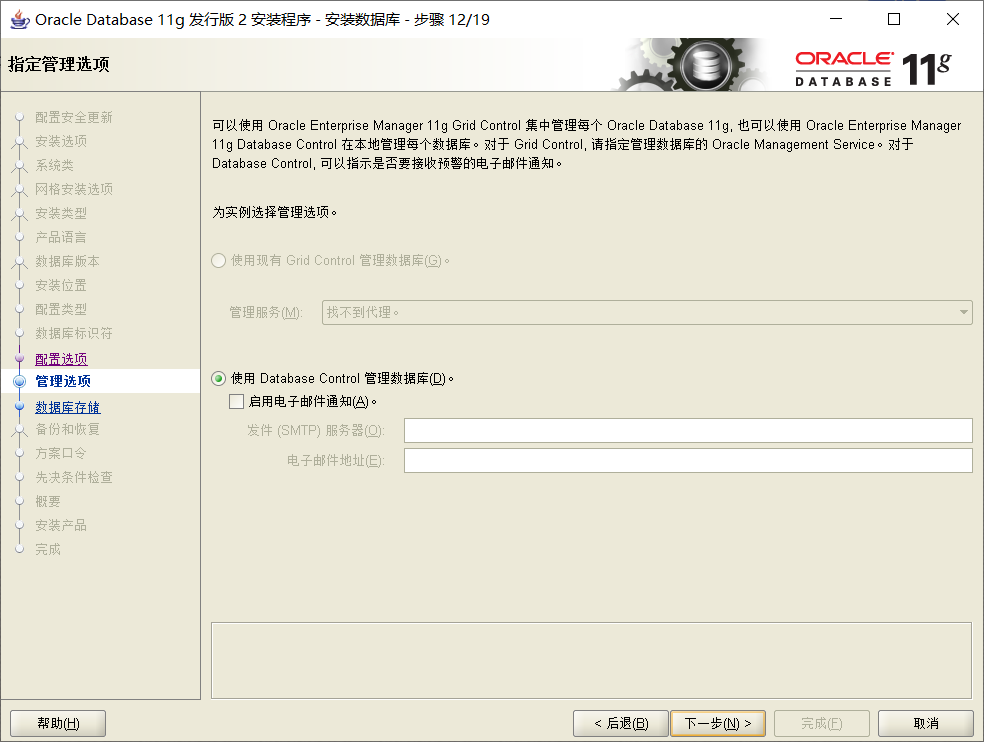 Oracle Database 11g 发行版 2 安装程序 - 安装数据库 - 步骤 12/19
指定管理选项
ORACLE
DATABASE 11g
配置安全更新
安装选项
系统类
网格安装选项
安装类型
产品语言
数据库版本
安装位置
配置类型
数据库标识符
配置选项
管理选项
数据库存储
备份和恢复
方案口令
先决条件检查
概要
安装产品
完成
可以使用 Oracle Enterprise Manager 11g Grid Control 集中管理每个 Oracle Database 11g, 也可以使用 Oracle Enterprise Manager
11g Database Control 在本地管理每个数据库。对于 Grid Control, 请指定管理数据库的 Oracle Management Service。对于
Database Control, 可以指示是否要接收预警的电子邮件通知。
为实例选择管理选项。
使用现有 Grid Control 管理数据库(G)。
管理服务(M): 找不到代理。
使用 Database Control 管理数据库(D)。
启用电子邮件通知(A)。
发件 (SMTP) 服务器(O):
电子邮件地址(E):
帮助(H)
< 后退(B)
下一步(N) >
完成(F)
取消